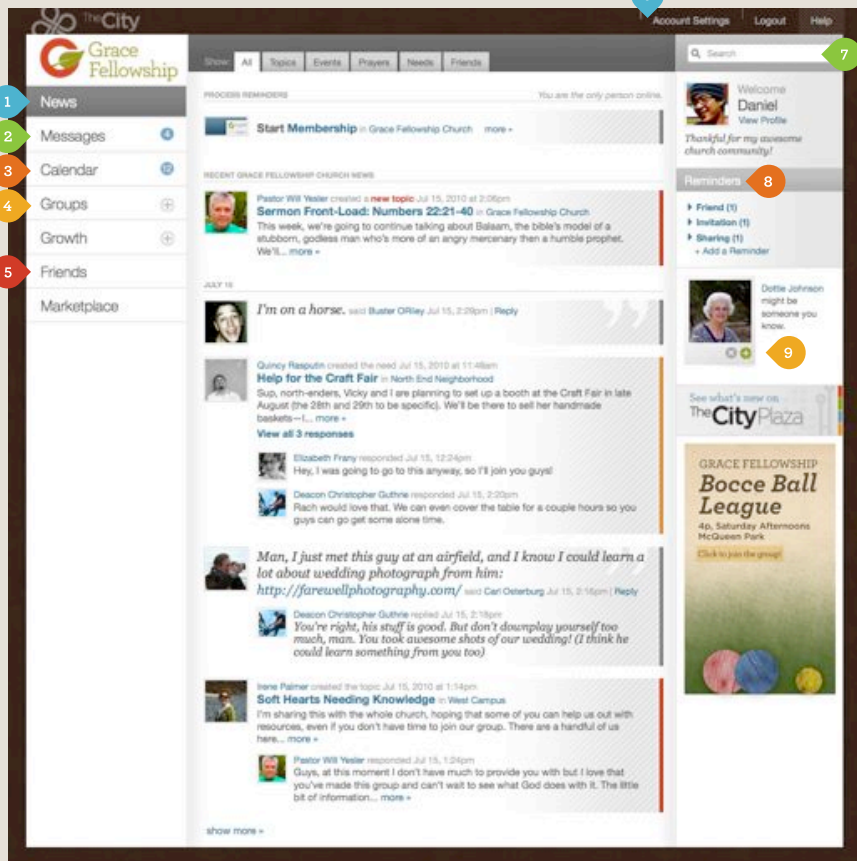 The City
Account Settings Logout Help
Grace
Fellowship
1 News
2 Messages 4
3 Calendar 12
4 Groups
Growth
5 Friends
Marketplace
Show: All Topics Events Prayers Needs Friends
PROCESS REMINDERS You are the only person online.
Start Membership in Grace Fellowship Church more »
RECENT GRACE FELLOWSHIP CHURCH NEWS
Pastor Will Yesler created a new topic Jul 15, 2010 at 2:06pm
Sermon Front-Load: Numbers 22:21-40 in Grace Fellowship Church
This week, we're going to continue talking about Balaam, the bible's model of a
stubborn, godless man who's more of an angry mercenary then a humble prophet.
We'll... more »
JULY 15
I'm on a horse. said Buster ORiley Jul 15, 2:29pm | Reply
Quincy Rasputin created the need Jul 15, 2010 at 11:48am
Help for the Craft Fair in North End Neighborhood
Sup, north-enders, Vicky and I are planning to set up a booth at the Craft Fair in late
August (the 28th and 29th to be specific). We'll be there to sell her handmade
baskets—I... more »
View all 3 responses
Elizabeth Frany responded Jul 15, 12:24pm
Hey, I was going to go to this anyway, so I'll join you guys!
Deacon Christopher Guthrie responded Jul 15, 2:20pm
Rach would love that. We can even cover the table for a couple hours so you
guys can go get some alone time.
Man, I just met this guy at an airfield, and I know I could learn a
lot about wedding photograph from him:
http://farewellphotography.com/ said Carl Osterburg Jul 15, 2:16pm | Reply
Deacon Christopher Guthrie replied Jul 15, 2:18pm
You're right, his stuff is good. But don't downplay yourself too
much, man. You took awesome shots of our wedding! (I think he
could learn something from you too)
Irene Palmer created the topic Jul 15, 2010 at 1:14pm
Soft Hearts Needing Knowledge in West Campus
I'm sharing this with the whole church, hoping that some of you can help us out with
resources, even if you don't have time to join our group. There are a handful of us
here... more »
Pastor Will Yesler responded Jul 15, 1:24pm
Guys, at this moment I don't have much to provide you with but I love that
you've made this group and can't wait to see what God does with it. The little
bit of information... more »
show more »
Search 7
Welcome
Daniel
View Profile
Thankful for my awesome
church community!
Reminders 8
Friend (1)
Invitation (1)
Sharing (1)
+ Add a Reminder
Dottie Johnson
might be
someone you
know.
9
See what's new on
The City Plaza
GRACE FELLOWSHIP
Bocce Ball
League
4p, Saturday Afternoons
McQueen Park
Click to join the group!